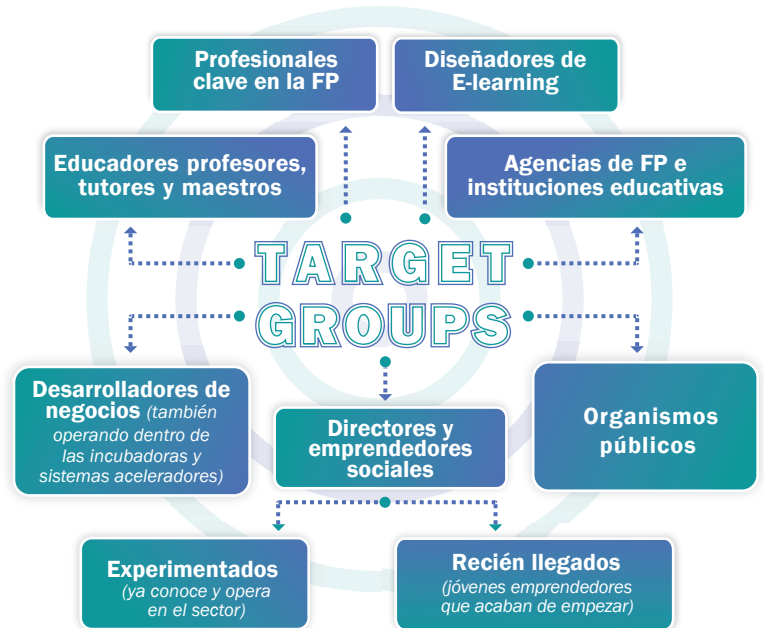 Profesionales
clave en la FP
Diseñadores de
E-learning
Educadores profesores,
tutores y maestros
Agencias de FP e
instituciones educativas
TARGET
GROUPS
Desarrolladores de
negocios (también
operando dentro de
las incubadoras y
sistemas aceleradores)
Directores y
emprendedores
sociales
Organismos
públicos
Experimentados
(ya conoce y opera
en el sector)
Recién llegados
(jóvenes emprendedores
que acaban de empezar)